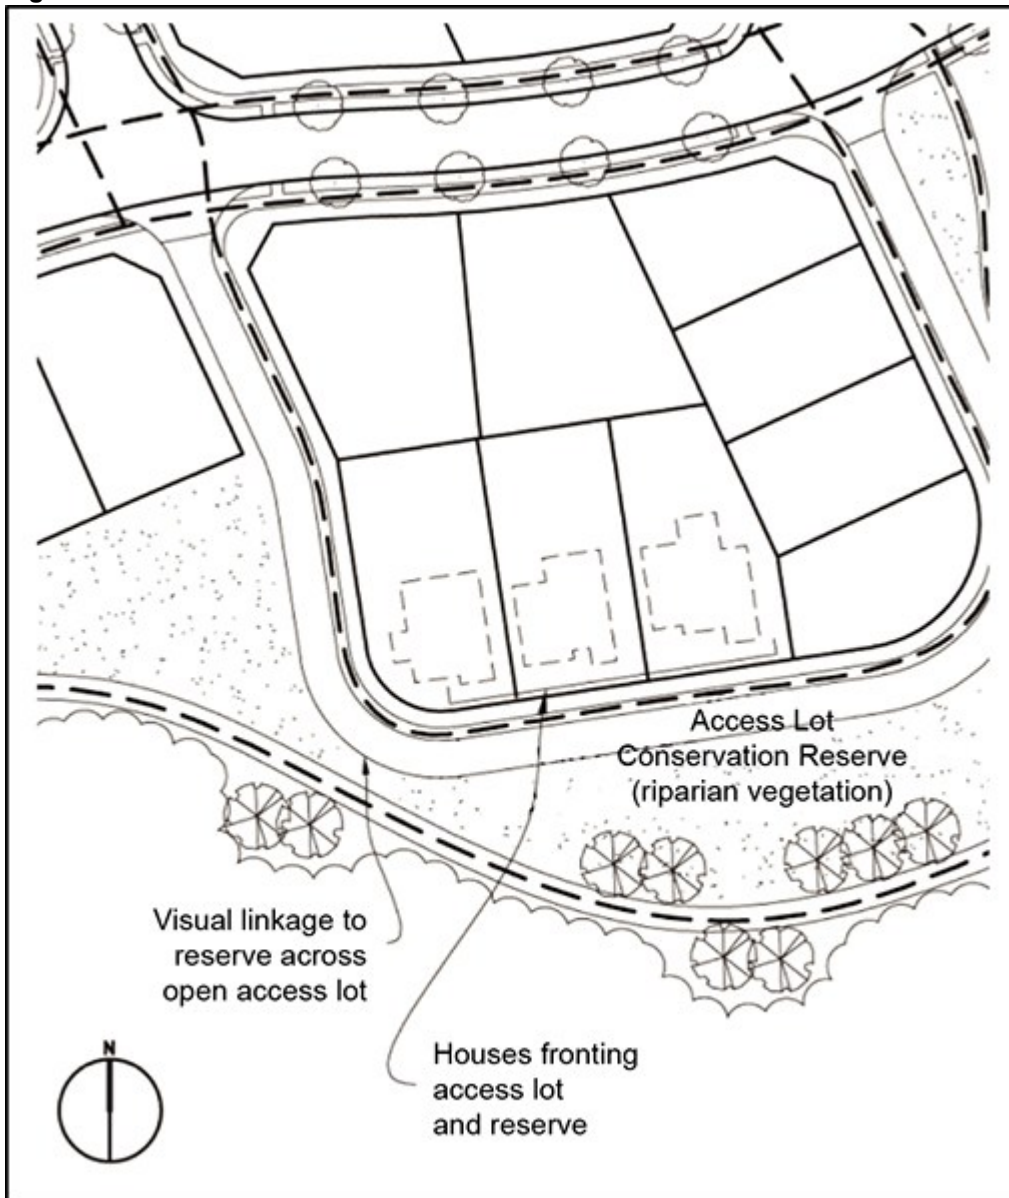 Access Lot
Conservation Reserve
(riparian vegetation)
Visual linkage to
reserve across
open access lot
Houses fronting
access lot
and reserve
N